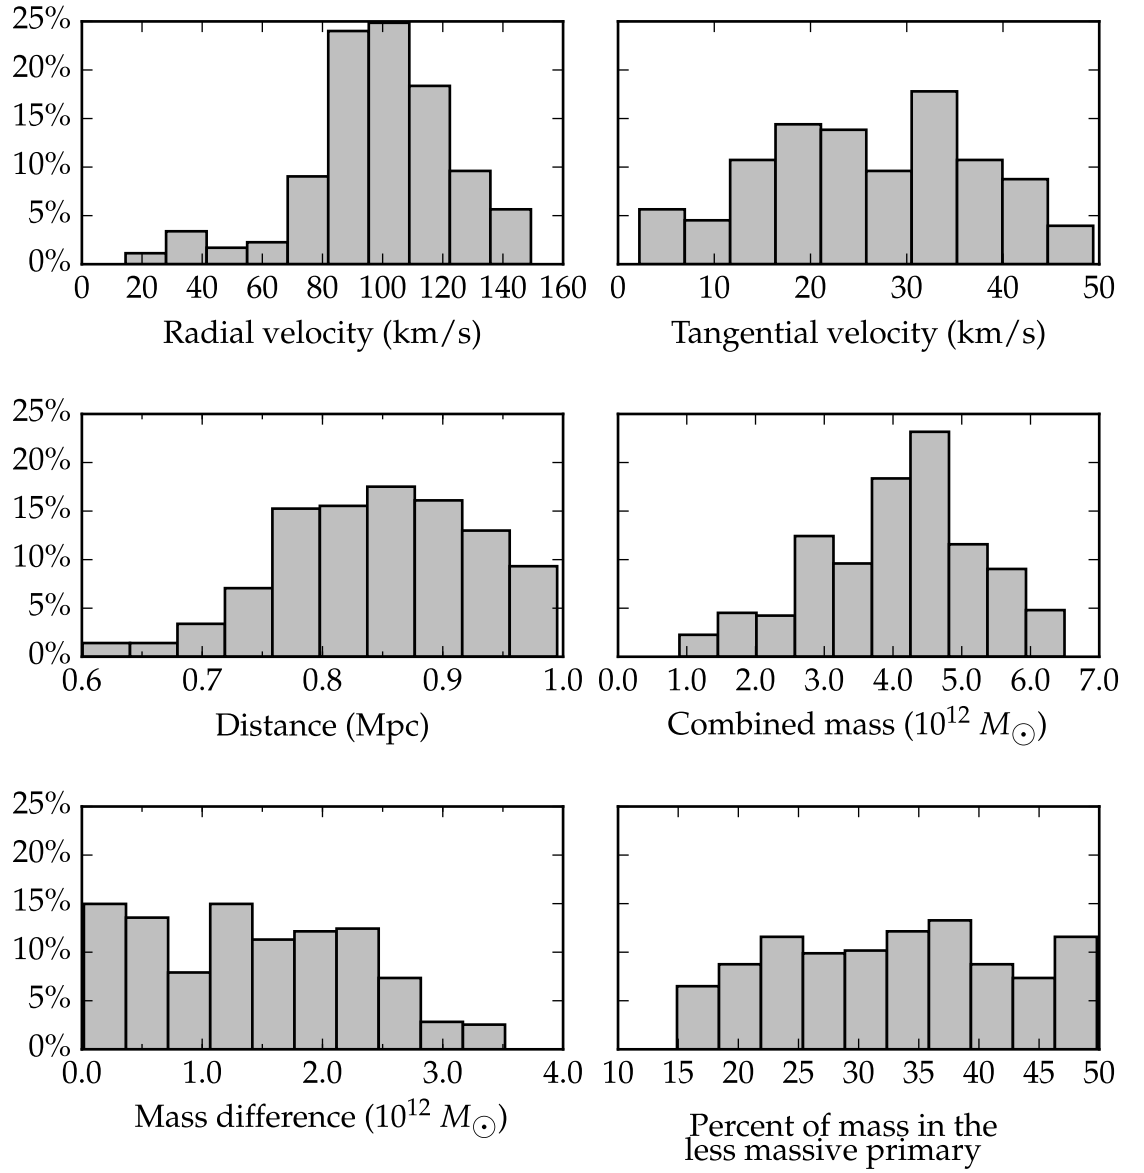 25%
20%
15%
10%
5%
0%
0 20 40 60 80 100 120 140 160
Radial velocity (km/s)
0 10 20 30 40 50
Tangential velocity (km/s)
25%
20%
15%
10%
5%
0%
0.6 0.7 0.8 0.9 1.0
Distance (Mpc)
0.0 1.0 2.0 3.0 4.0 5.0 6.0 7.0
Combined mass (10¹² M☉)
25%
20%
15%
10%
5%
0%
0.0 1.0 2.0 3.0 4.0
Mass difference (10¹² M☉)
10 15 20 25 30 35 40 45 50
Percent of mass in the
less massive primary